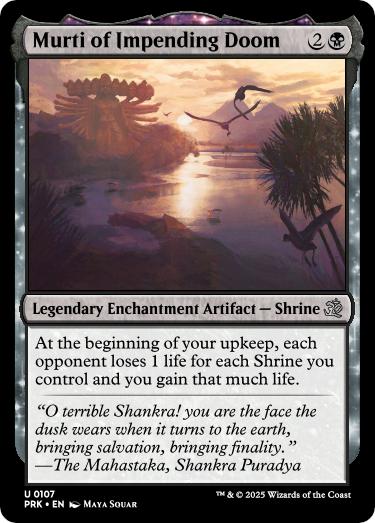 Murti of Impending Doom 2
Legendary Enchantment Artifact — Shrine
At the beginning of your upkeep, each
opponent loses 1 life for each Shrine you
control and you gain that much life.
“O terrible Shankra! you are the face the
dusk wears when it turns to the earth,
bringing salvation, bringing finality.”
—The Mahastaka, Shankra Puradya
U 0107
PRK • EN Maya Souar
™ & © 2025 Wizards of the Coast